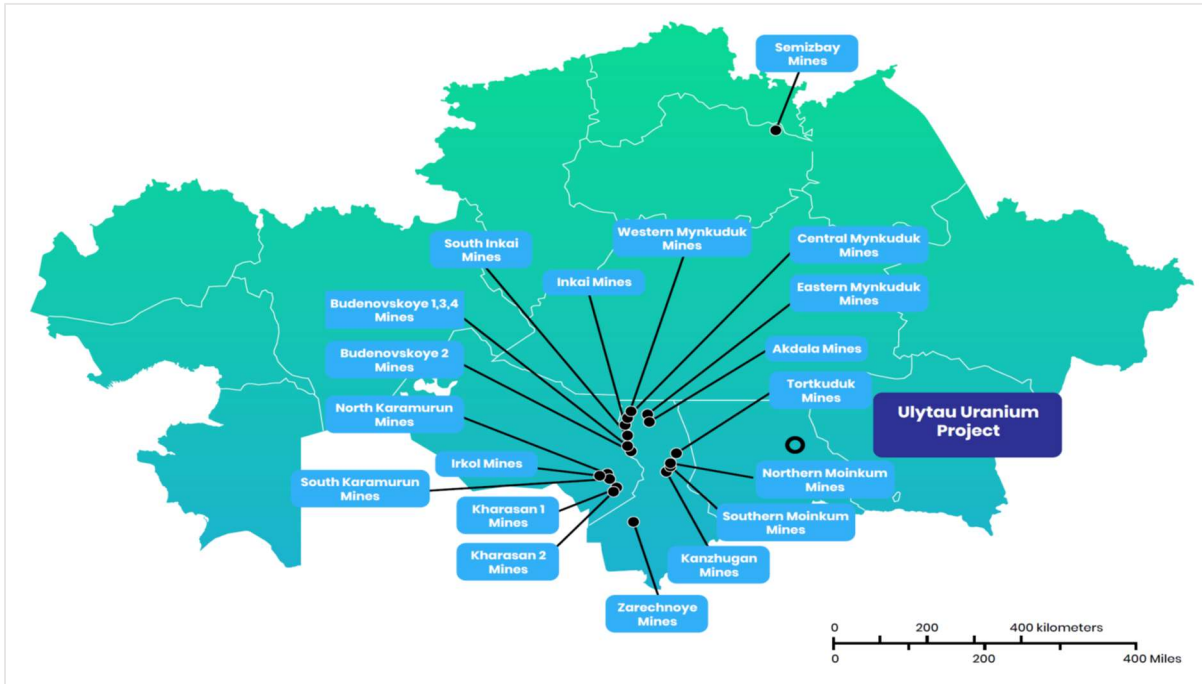 Semizbay
Mines
Western Mynkuduk
Mines
Central Mynkuduk
Mines
South Inkai
Mines
Inkai Mines
Eastern Mynkuduk
Mines
Budenovskoye 1,3,4
Mines
Akdala Mines
Budenovskoye 2
Mines
Tortkuduk
Mines
North Karamurun
Mines
Ulytau Uranium
Project
Irkol Mines
Northern Moinkum
Mines
South Karamurun
Mines
Kharasan 1
Mines
Southern Moinkum
Mines
Kharasan 2
Mines
Kanzhugan
Mines
Zarechnoye
Mines
0 200 400 kilometers
0 200 400 Miles